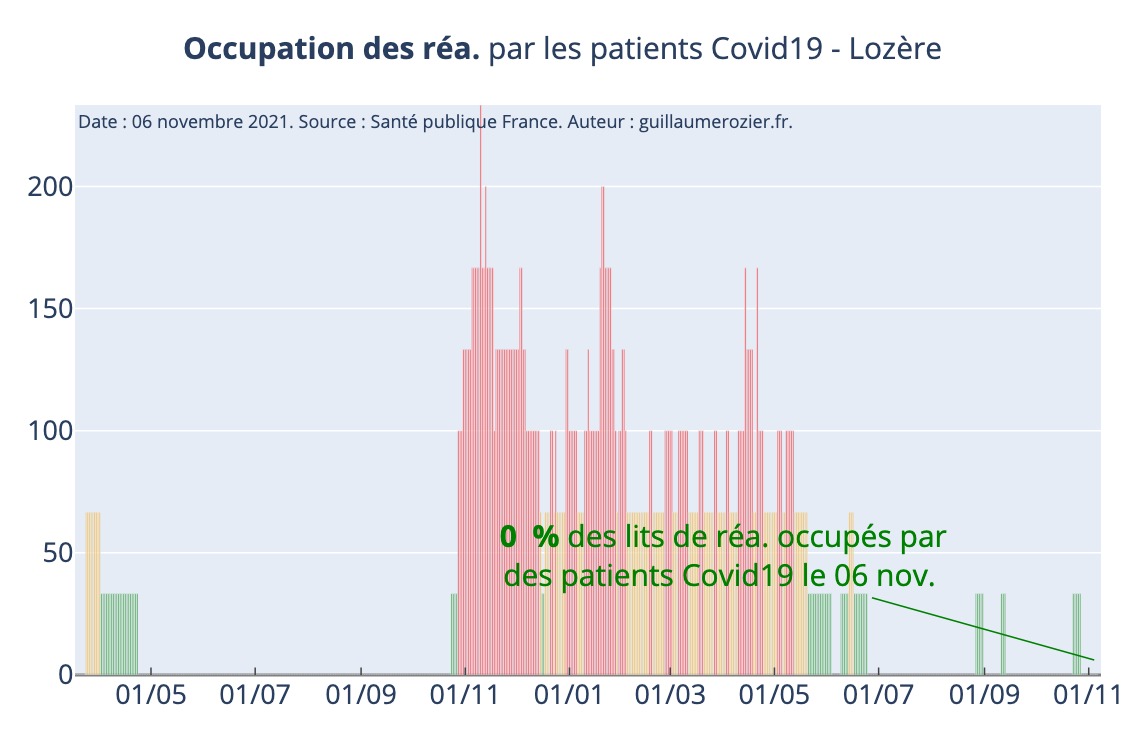 Occupation des réa. par les patients Covid19 - Lozère
Date : 06 novembre 2021. Source : Santé publique France. Auteur : guillaumerozier.fr.
200
150
100
50
0
0 % des lits de réa. occupés par
des patients Covid19 le 06 nov.
01/05 01/07 01/09 01/11 01/01 01/03 01/05 01/07 01/09 01/11